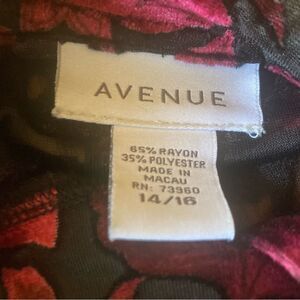 AVENUE
65% RAYON
35% POLYESTER
MADE IN
MACAU
RN: 73960
14/16